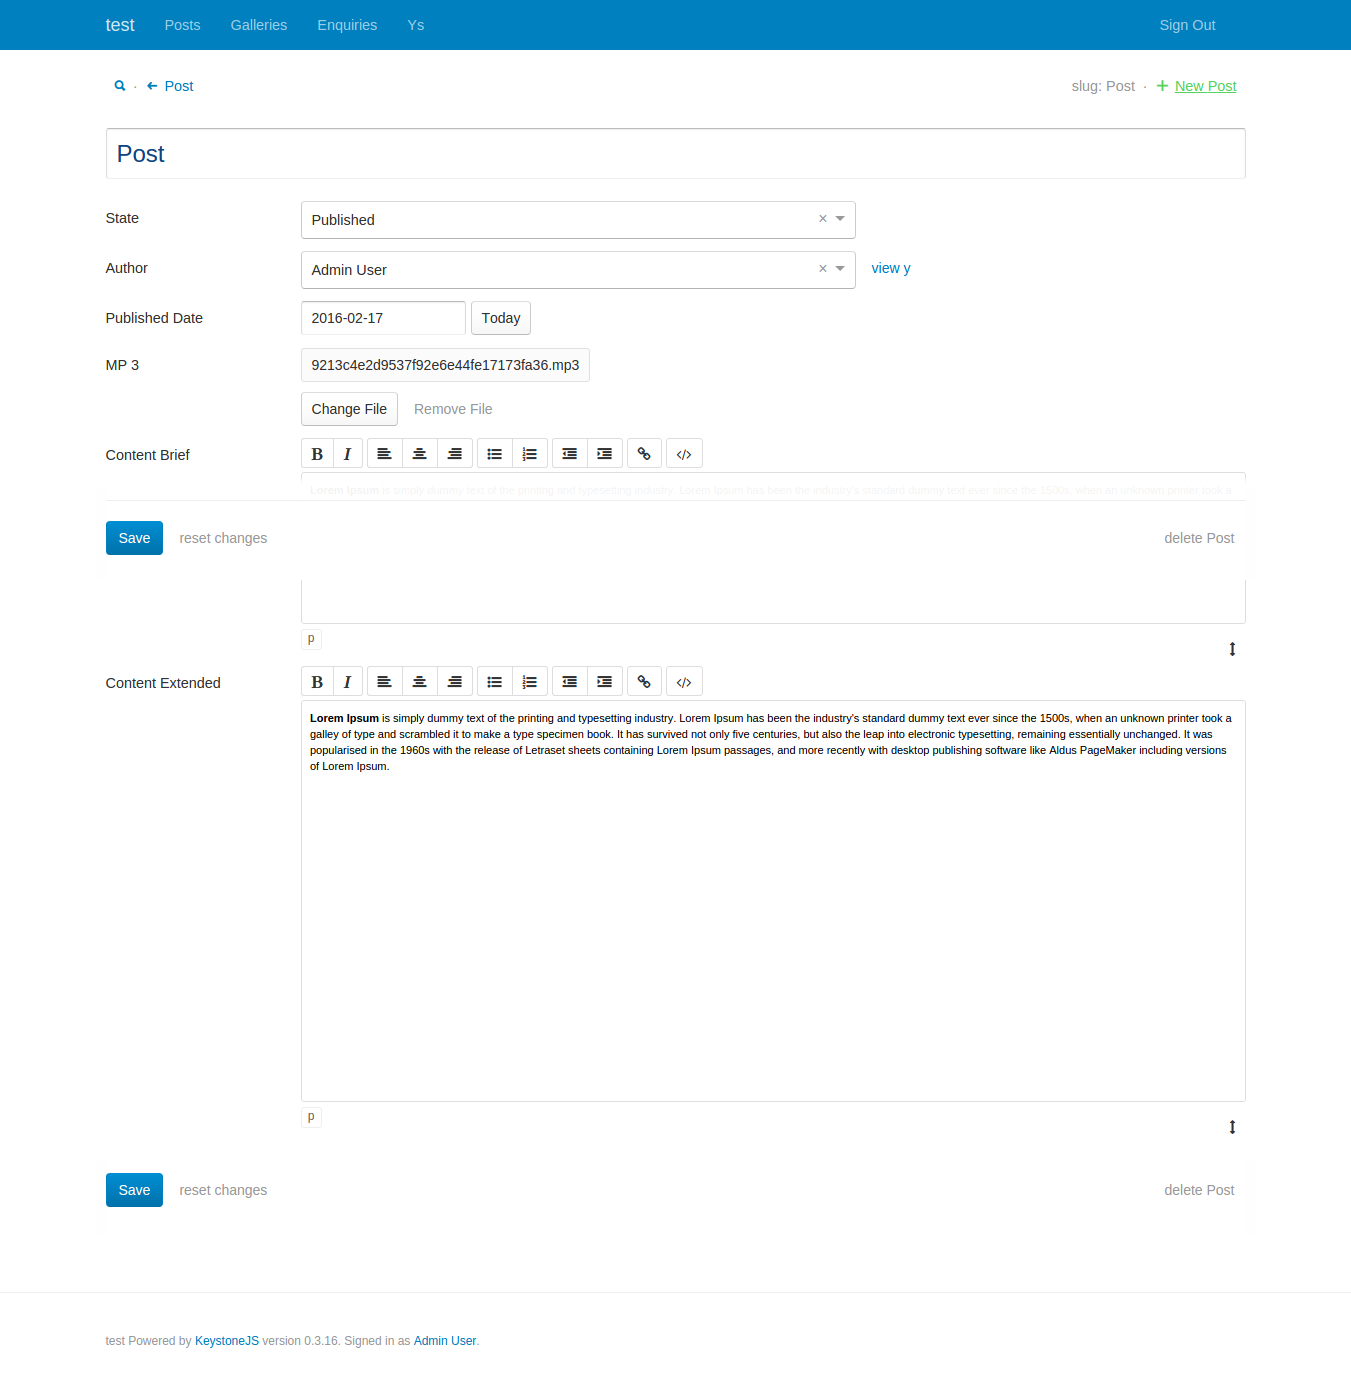 test Posts Galleries Enquiries Ys Sign Out
· Post slug: Post · New Post
Post
State Published ×
Author Admin User × view y
Published Date 2016-02-17 Today
MP 3 9213c4e2d9537f92e6e44fe17173fa36.mp3
Change File Remove File
Content Brief B I
Lorem Ipsum is simply dummy text of the printing and typesetting industry. Lorem Ipsum has been the industry's standard dummy text ever since the 1500s, when an unknown printer took a
Save reset changes delete Post
p
Content Extended B I
Lorem Ipsum is simply dummy text of the printing and typesetting industry. Lorem Ipsum has been the industry's standard dummy text ever since the 1500s, when an unknown printer took a
galley of type and scrambled it to make a type specimen book. It has survived not only five centuries, but also the leap into electronic typesetting, remaining essentially unchanged. It was
popularised in the 1960s with the release of Letraset sheets containing Lorem Ipsum passages, and more recently with desktop publishing software like Aldus PageMaker including versions
of Lorem Ipsum.
p
Save reset changes delete Post
test Powered by KeystoneJS version 0.3.16. Signed in as Admin User.